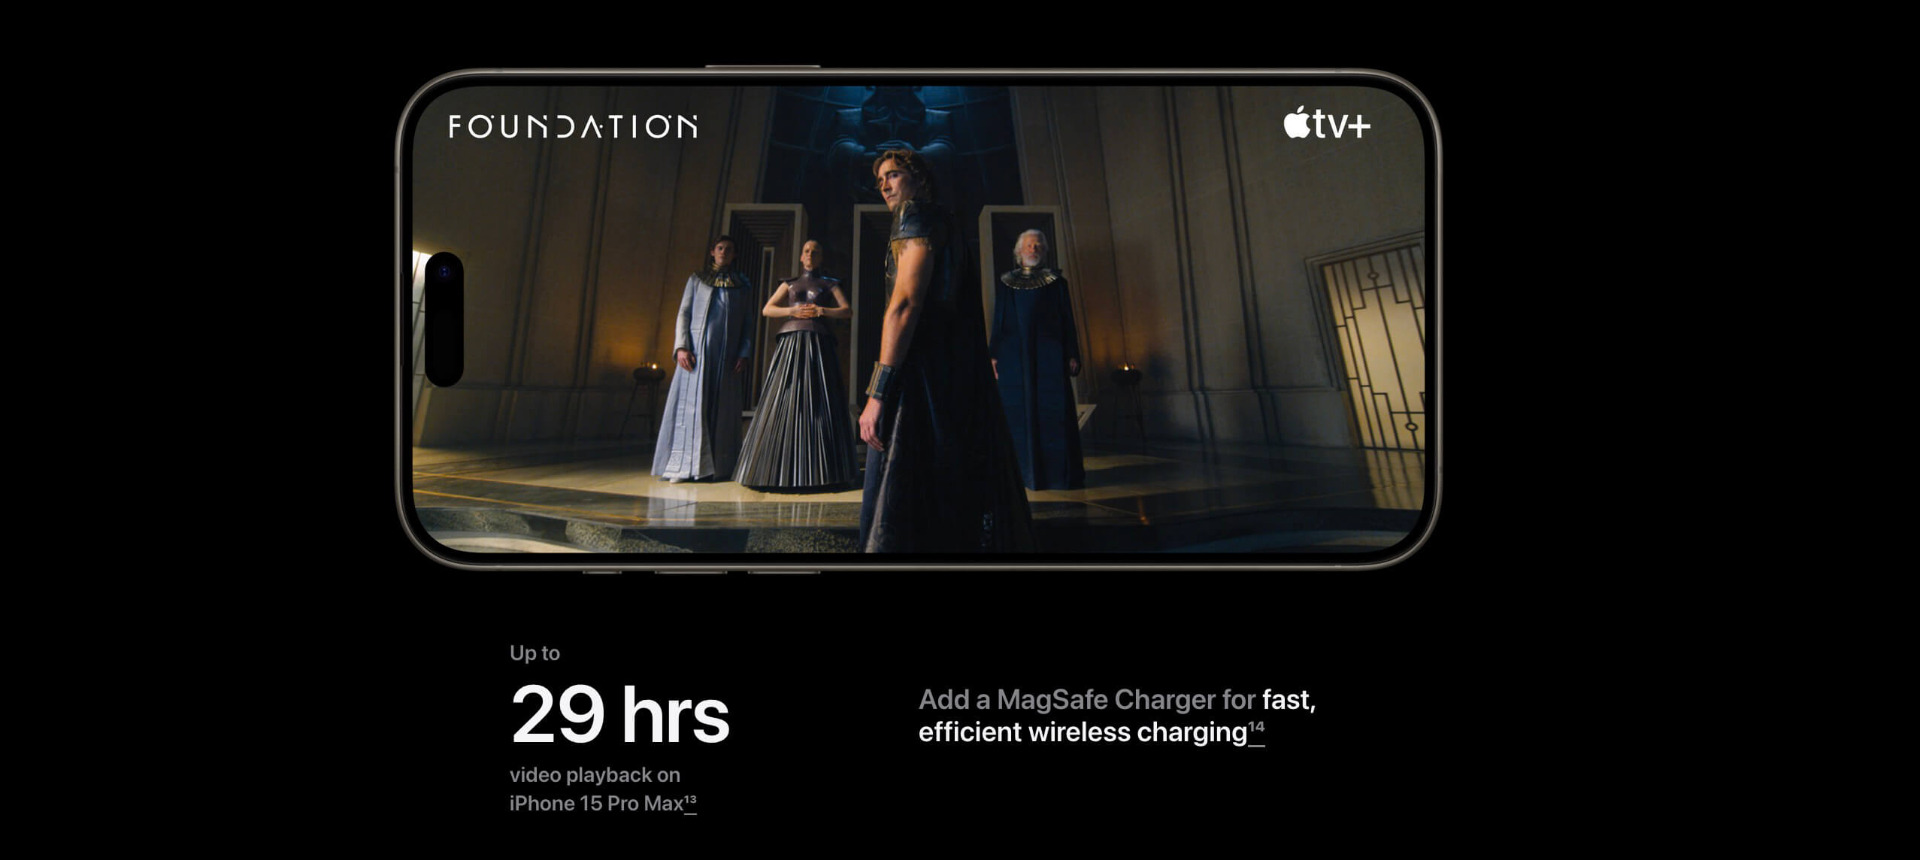 FOUNDATION
tv+
Up to
29 hrs
video playback on
iPhone 15 Pro Max¹³
Add a MagSafe Charger for fast,
efficient wireless charging¹⁴